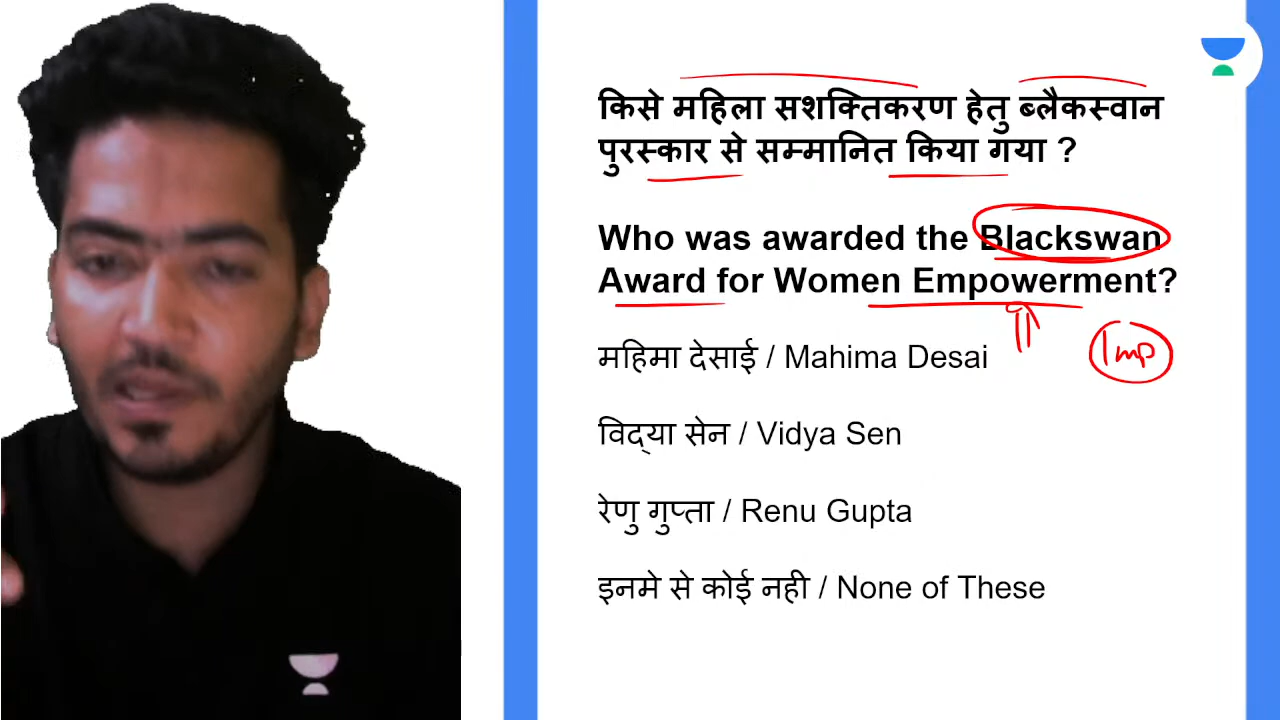 किसे महिला सशक्तिकरण हेतु ब्लैकस्वान
पुरस्कार से सम्मानित किया गया ?
Who was awarded the Blackswan
Award for Women Empowerment?
महिमा देसाई / Mahima Desai
Imp
विद्या सेन / Vidya Sen
रेणु गुप्ता / Renu Gupta
इनमे से कोई नही / None of These